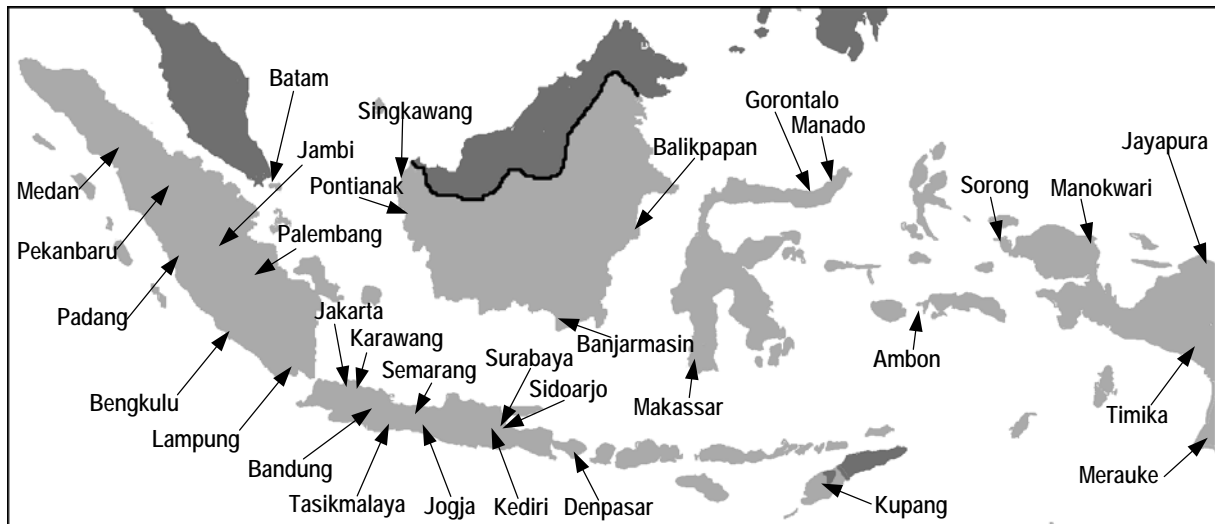 Batam
Singkawang
Gorontalo
Manado
Jayapura
Jambi
Balikpapan
Medan
Pontianak
Sorong
Manokwari
Pekanbaru
Palembang
Padang
Jakarta
Karawang
Banjarmasin
Surabaya
Ambon
Semarang
Sidoarjo
Bengkulu
Makassar
Timika
Lampung
Bandung
Merauke
Tasikmalaya
Jogja
Kediri
Denpasar
Kupang